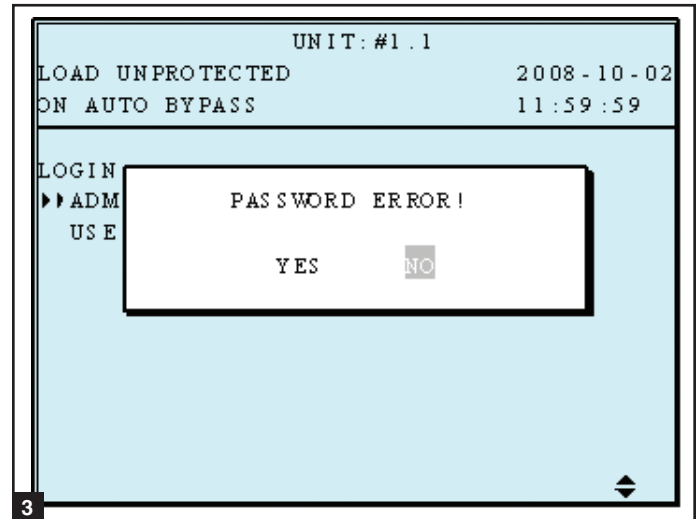 UNIT:#1.1
LOAD UNPROTECTED 2008-10-02
ON AUTO BYPASS 11:59:59
LOGIN
ADM
PASSWORD ERROR!
USE
YES NO
3